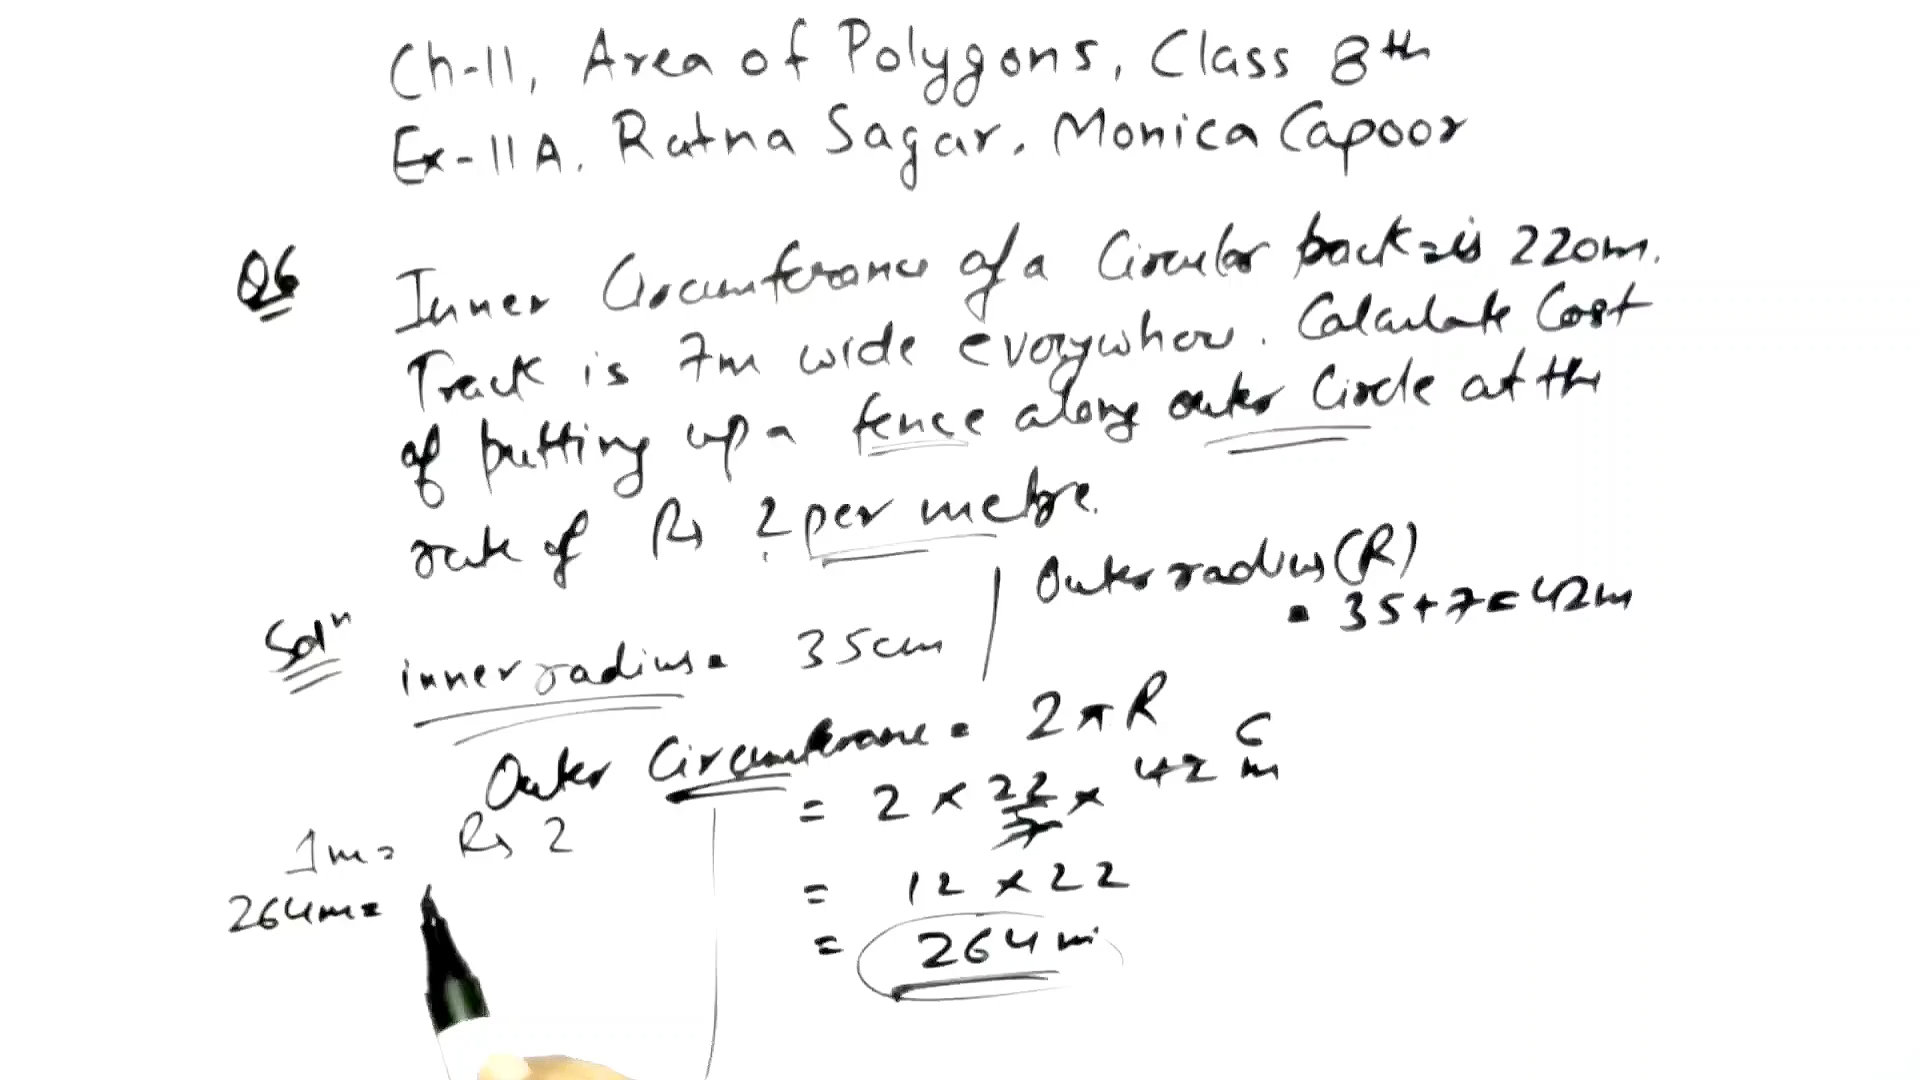 Ch-11, Area of Polygons, Class 8th
Ex-11A. Ratna Sagar. Monica Capoor
Q6 Inner Circumference of a Circular is 220m.
Track is 7m wide everywhere. Calculate Cost
of putting up a fence along outer Circle at the
rate of Rs 2 per metre.
Soln inner radius = 35cm
Outer radius (R)
= 35+7=42m
Outer Circumference = 2πR
= 2 × 22/7 × 42 m 6
= 12 × 22
= 264m
1m = Rs 2
264m =